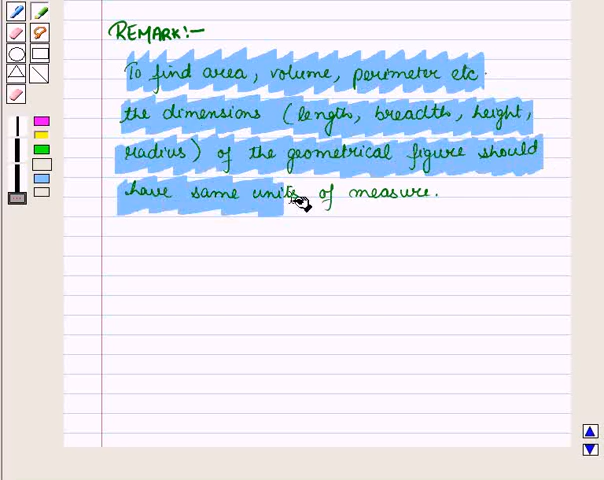 REMARK:-
To find area, volume, perimeter etc.
the dimensions (length, breadth, height,
radius) of the geometrical figure should
have same units of measure.